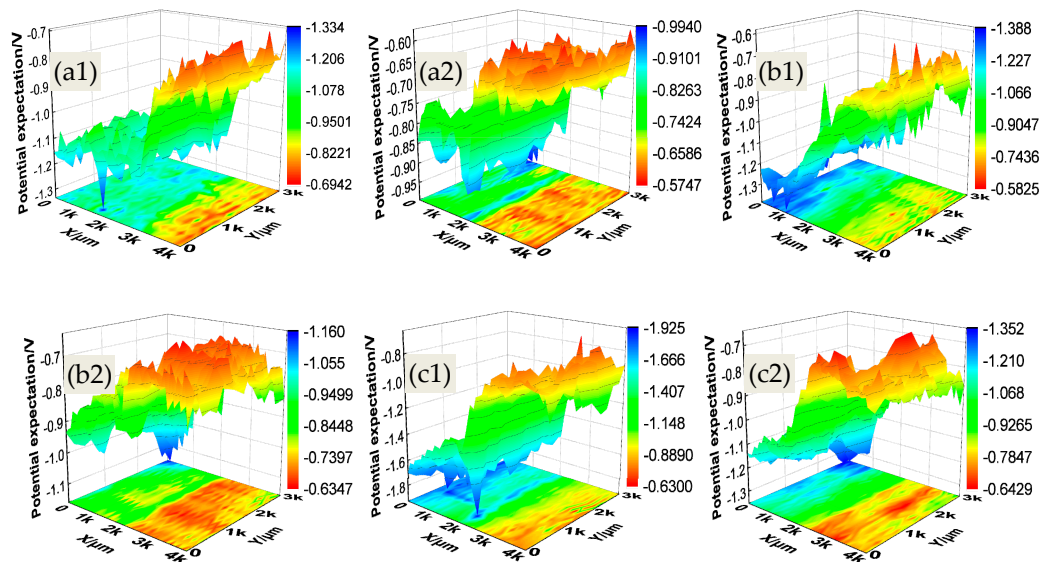 (a1)
Potential expectation/V
-0.7
-0.8
-0.9
-1.0
-1.1
-1.2
-1.3
0
1k
2k
3k
4k
X/μm
0
1k
2k
3k
Y/μm
-1.334
-1.206
-1.078
-0.9501
-0.8221
-0.6942
(a2)
Potential expectation/V
-0.60
-0.65
-0.70
-0.75
-0.80
-0.85
-0.90
-0.95
0
1k
2k
3k
4k
X/μm
0
1k
2k
3k
Y/μm
-0.9940
-0.9101
-0.8263
-0.7424
-0.6586
-0.5747
(b1)
Potential expectation/V
-0.6
-0.7
-0.8
-0.9
-1.0
-1.1
-1.2
-1.3
0
1k
2k
3k
4k
X/μm
0
1k
2k
3k
Y/μm
-1.388
-1.227
-1.066
-0.9047
-0.7436
-0.5825
(b2)
Potential expectation/V
-0.7
-0.8
-0.9
-1.0
-1.1
0
1k
2k
3k
4k
X/μm
0
1k
2k
3k
Y/μm
-1.160
-1.055
-0.9499
-0.8448
-0.7397
-0.6347
(c1)
Potential expectation/V
-0.8
-1.0
-1.2
-1.4
-1.6
-1.8
0
1k
2k
3k
4k
X/μm
0
1k
2k
3k
Y/μm
-1.925
-1.666
-1.407
-1.148
-0.8890
-0.6300
(c2)
Potential expectation/V
-0.7
-0.8
-0.9
-1.0
-1.1
-1.2
-1.3
0
1k
2k
3k
4k
X/μm
0
1k
2k
3k
Y/μm
-1.352
-1.210
-1.068
-0.9265
-0.7847
-0.6429